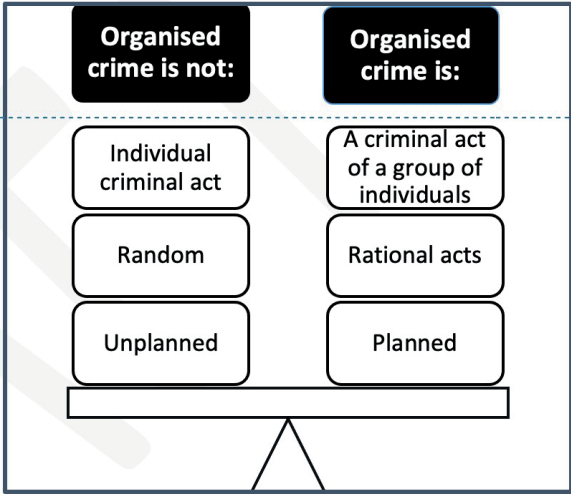 Organised
crime is not:
Organised
crime is:
Individual
criminal act
A criminal act
of a group of
individuals
Random
Rational acts
Unplanned
Planned